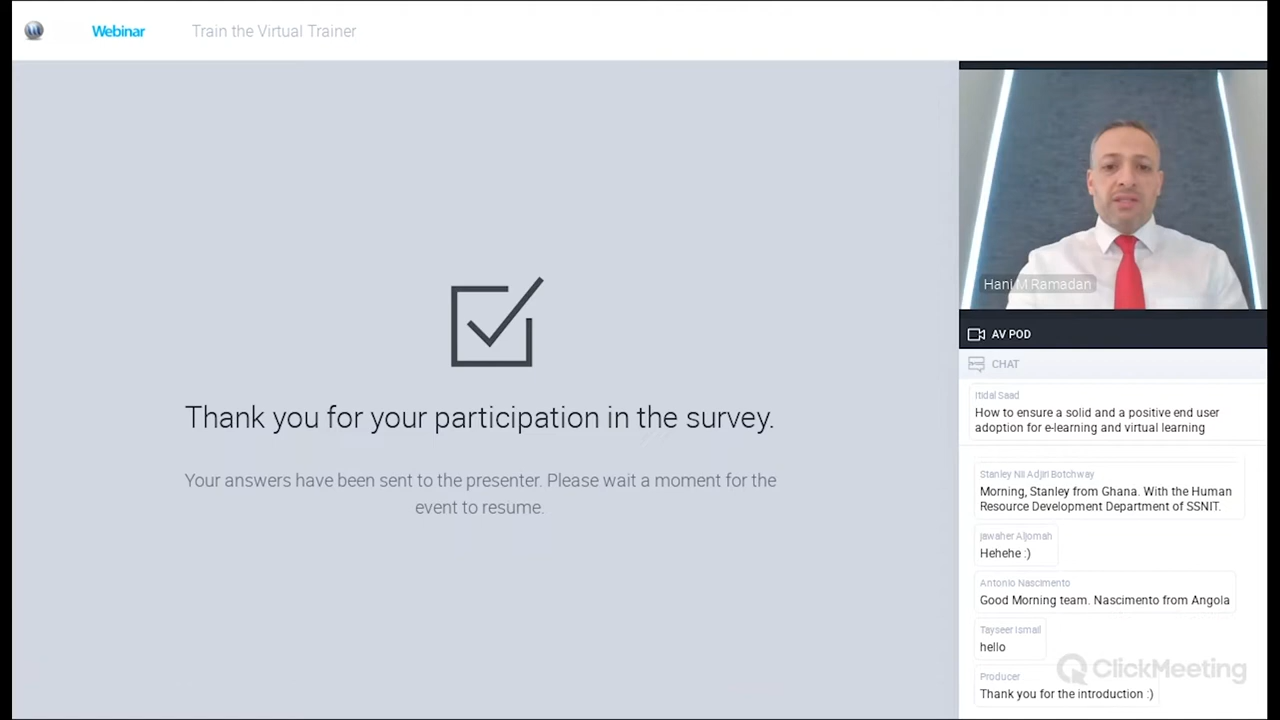 Webinar
Train the Virtual Trainer
Thank you for your participation in the survey.
Your answers have been sent to the presenter. Please wait a moment for the
event to resume.
Hani M Ramadan
AV POD
CHAT
Itidal Saad
How to ensure a solid and a positive end user
adoption for e-learning and virtual learning
Stanley Nii Adjiri Botchway
Morning, Stanley from Ghana. With the Human
Resource Development Department of SSNIT.
jawaher Aljomah
Hehehe :)
Antonio Nascimento
Good Morning team. Nascimento from Angola
Tayseer Ismail
hello
Producer
Thank you for the introduction :)
ClickMeeting